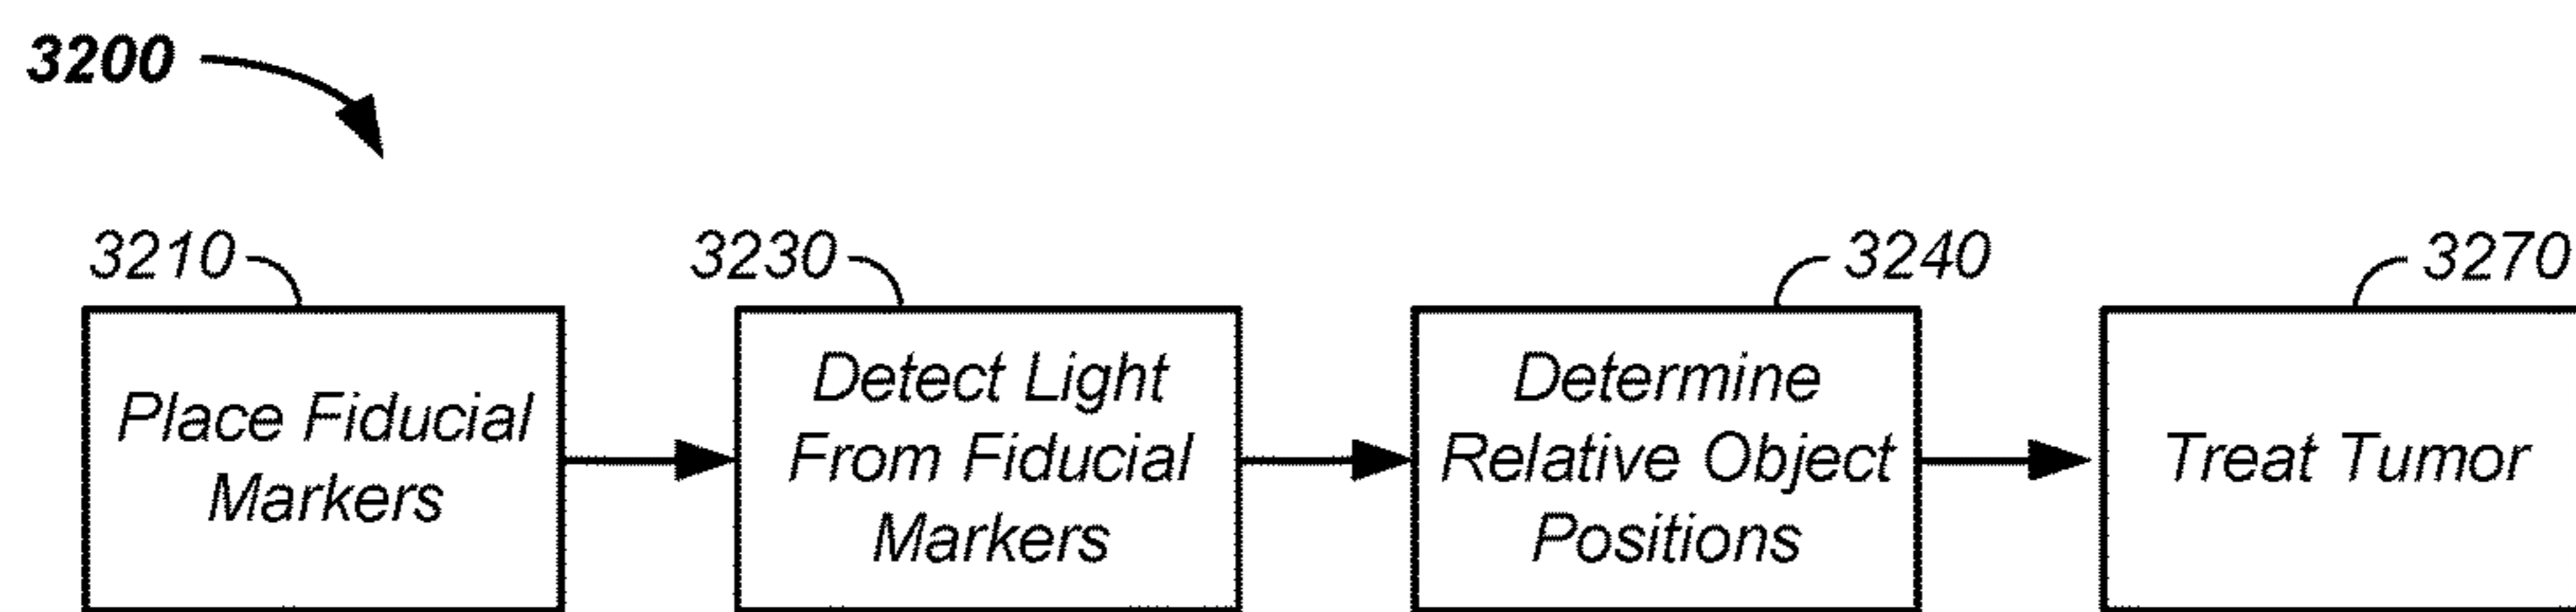 3200
3210
3230
3240
3270
Place Fiducial
Markers
Detect Light
From Fiducial
Markers
Determine
Relative Object
Positions
Treat Tumor